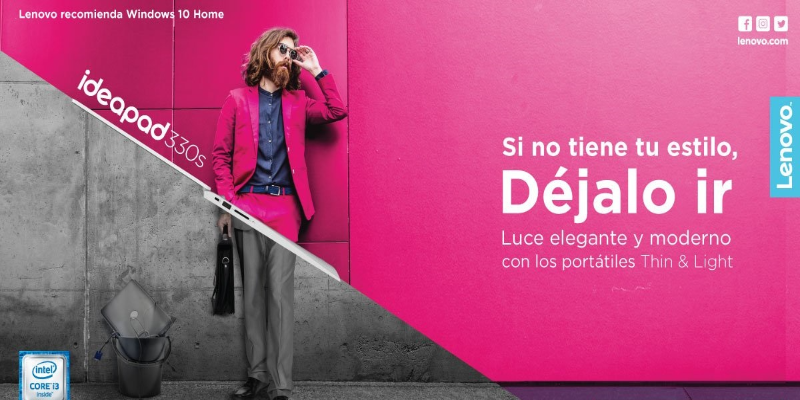 Lenovo recomienda Windows 10 Home
lenovo.com
ideapad330s
Lenovo
Si no tiene tu estilo,
Déjalo ir
Luce elegante y moderno
con los portátiles Thin & Light
intel
CORE i3
inside